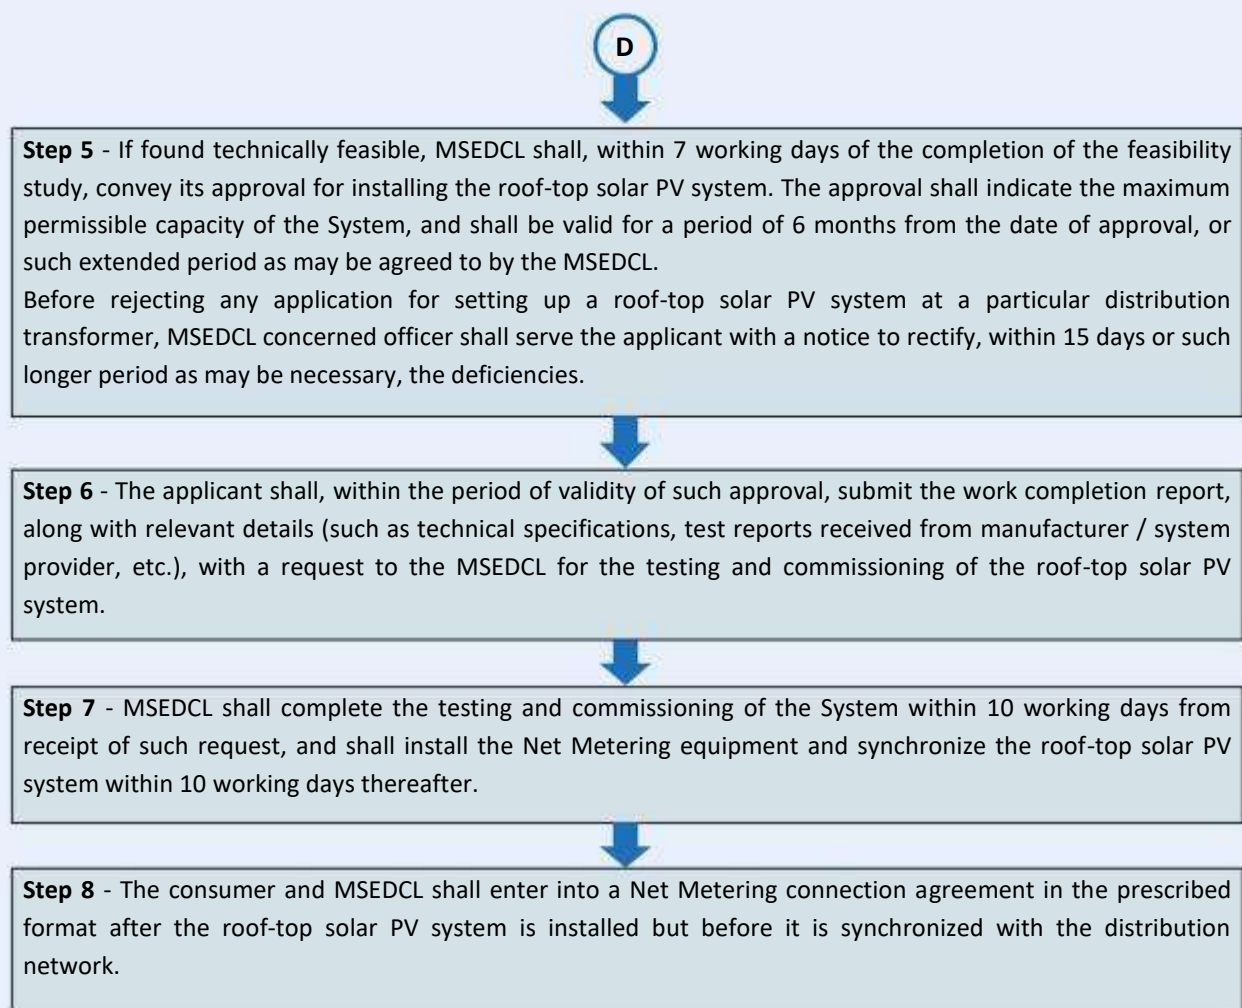 D
Step 5 - If found technically feasible, MSEDCL shall, within 7 working days of the completion of the feasibility
study, convey its approval for installing the roof-top solar PV system. The approval shall indicate the maximum
permissible capacity of the System, and shall be valid for a period of 6 months from the date of approval, or
such extended period as may be agreed to by the MSEDCL.
Before rejecting any application for setting up a roof-top solar PV system at a particular distribution
transformer, MSEDCL concerned officer shall serve the applicant with a notice to rectify, within 15 days or such
longer period as may be necessary, the deficiencies.
Step 6 - The applicant shall, within the period of validity of such approval, submit the work completion report,
along with relevant details (such as technical specifications, test reports received from manufacturer / system
provider, etc.), with a request to the MSEDCL for the testing and commissioning of the roof-top solar PV
system.
Step 7 - MSEDCL shall complete the testing and commissioning of the System within 10 working days from
receipt of such request, and shall install the Net Metering equipment and synchronize the roof-top solar PV
system within 10 working days thereafter.
Step 8 - The consumer and MSEDCL shall enter into a Net Metering connection agreement in the prescribed
format after the roof-top solar PV system is installed but before it is synchronized with the distribution
network.